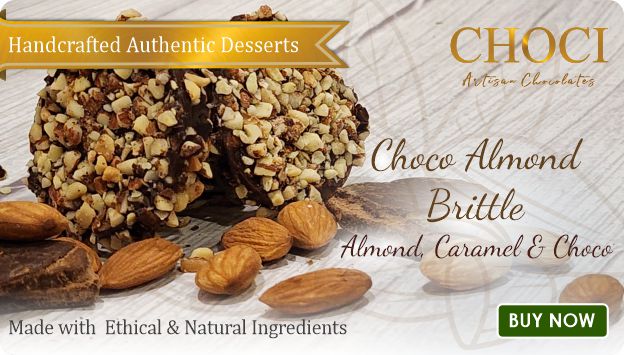 Handcrafted Authentic Desserts
CHOCI
Artisan Chocolates
Choco Almond
Brittle
Almond, Caramel & Choco
Made with Ethical & Natural Ingredients
BUY NOW